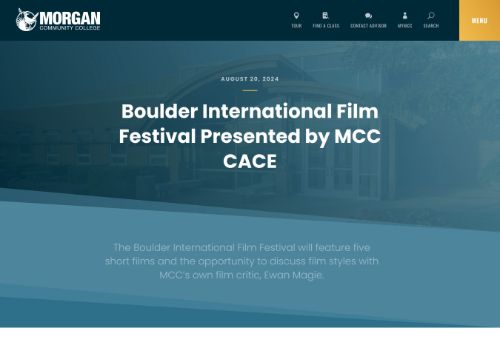 MORGAN
COMMUNITY COLLEGE
TOUR
FIND A CLASS
CONTACT ADVISOR
MYMCC
SEARCH
MENU
AUGUST 20, 2024
Boulder International Film
Festival Presented by MCC
CACE
The Boulder International Film Festival will feature five
short films and the opportunity to discuss film styles with
MCC's own film critic, Ewan Magie.